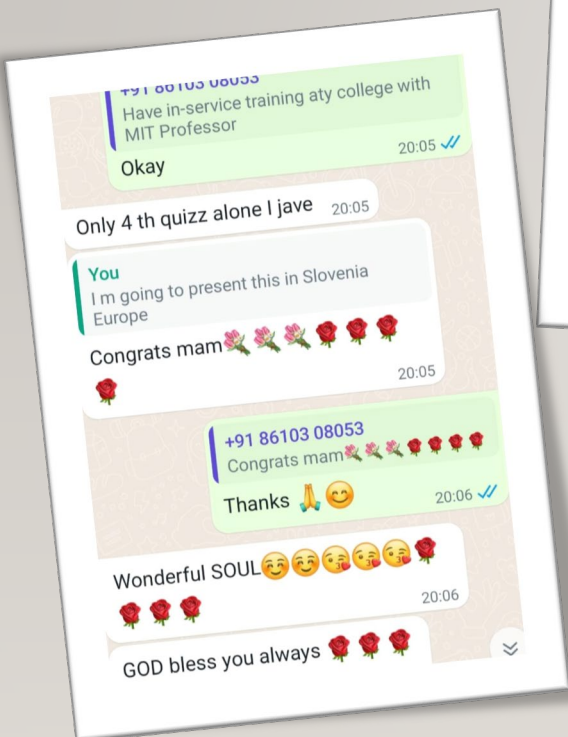 +91 86103 08053
Have in-service training aty college with
MIT Professor
Okay
20:05
Only 4 th quizz alone I jave 20:05
You
I m going to present this in Slovenia
Europe
Congrats mam💐💐💐🌹🌹🌹
🌹
20:05
+91 86103 08053
Congrats mam💐💐💐🌹🌹🌹🌹
Thanks 🙏😊
20:06
Wonderful SOUL☺️☺️😘😘😘🌹
🌹🌹🌹
20:06
GOD bless you always 🌹🌹🌹